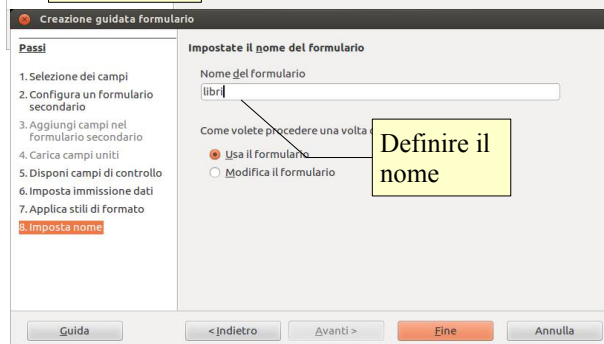 Creazione guidata formulario
Passi
1. Selezione dei campi
2. Configura un formulario
secondario
3. Aggiungi campi nel
formulario secondario
4. Carica campi uniti
5. Disponi campi di controllo
6. Imposta immissione dati
7. Applica stili di formato
8. Imposta nome
Impostate il nome del formulario
Nome del formulario
libri
Come volete procedere una volta
Usa il formulario
Modifica il formulario
Definire il
nome
Guida
< Indietro
Avanti >
Fine
Annulla